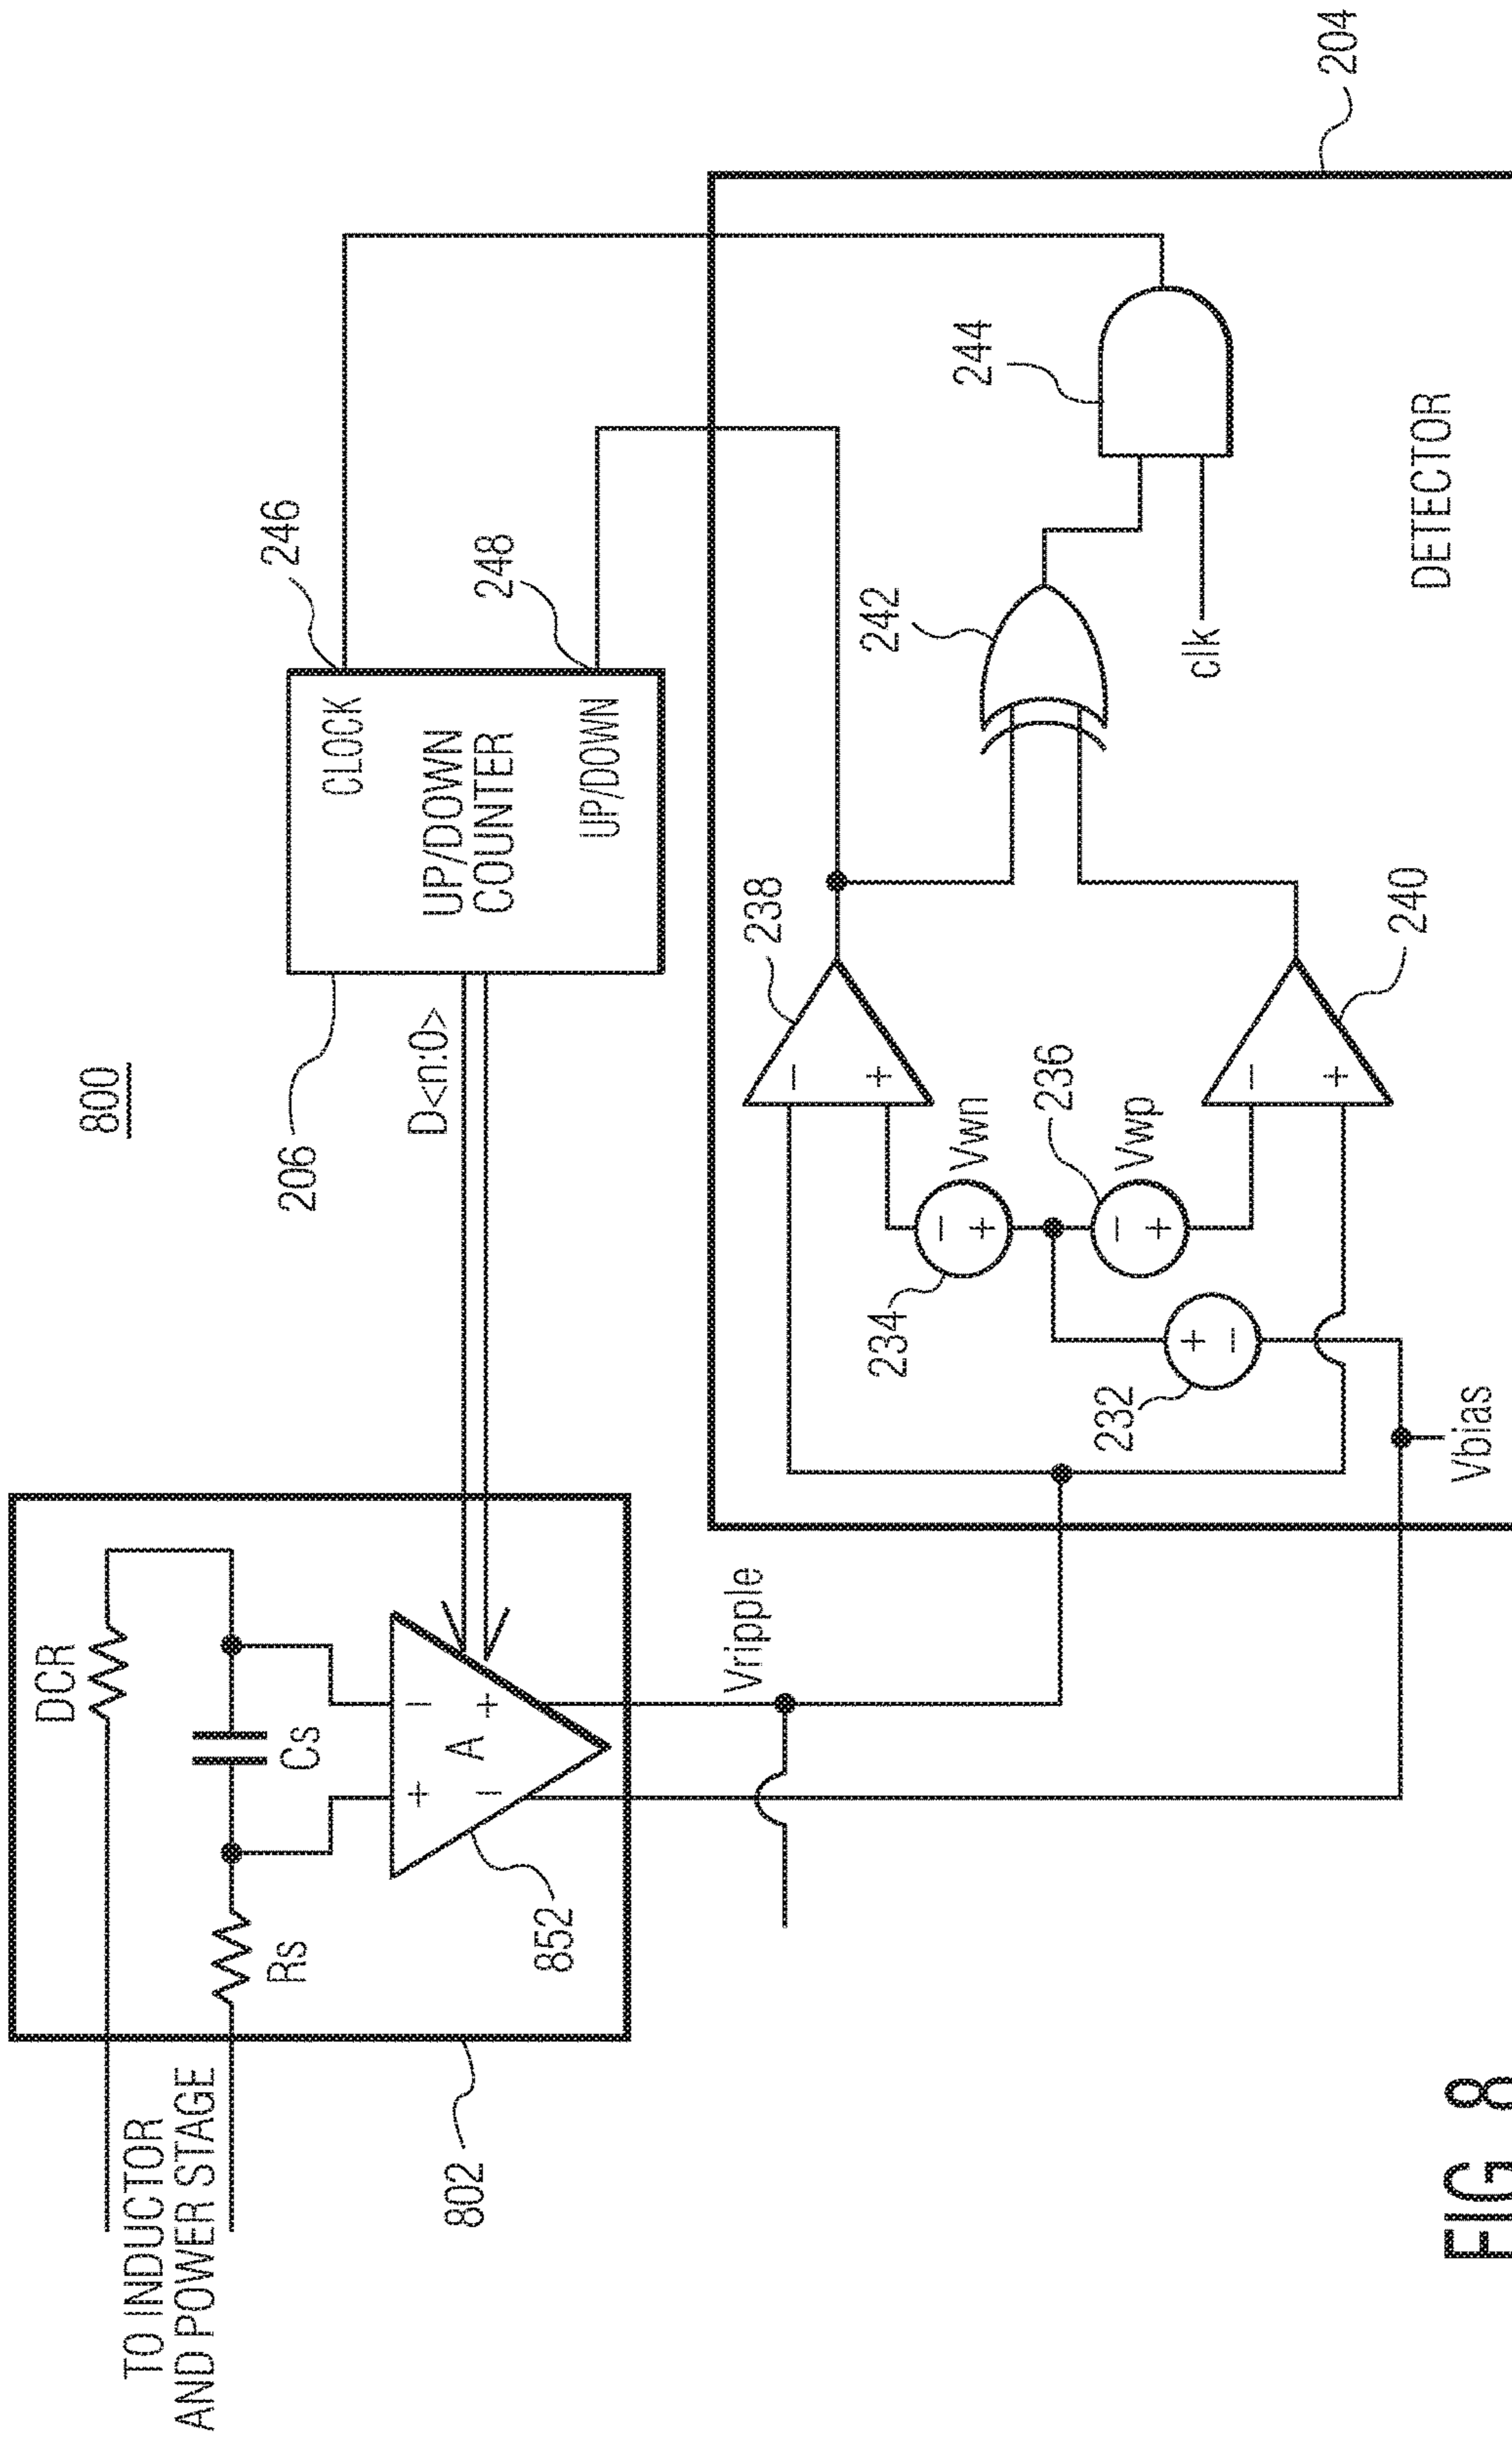 800
TO INDUCTOR
AND POWER STAGE
DCR
Rs
Cs
+
−
A
−
+
852
802
206
D<n:0>
CLOCK
UP/DOWN
COUNTER
UP/DOWN
246
248
Vripple
204
238
−
+
234
−
+
Vwn
236
−
+
Vwp
232
+
−
240
−
+
242
244
clk
Vbias
DETECTOR
FIG. 8